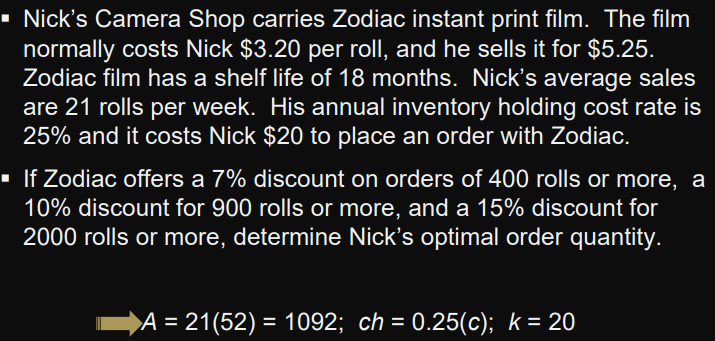 ▪ Nick’s Camera Shop carries Zodiac instant print film.  The film
normally costs Nick $3.20 per roll, and he sells it for $5.25.
Zodiac film has a shelf life of 18 months.  Nick’s average sales
are 21 rolls per week.  His annual inventory holding cost rate is
25% and it costs Nick $20 to place an order with Zodiac.
▪ If Zodiac offers a 7% discount on orders of 400 rolls or more,  a
10% discount for 900 rolls or more, and a 15% discount for
2000 rolls or more, determine Nick’s optimal order quantity.
A = 21(52) = 1092;  ch = 0.25(c);  k = 20